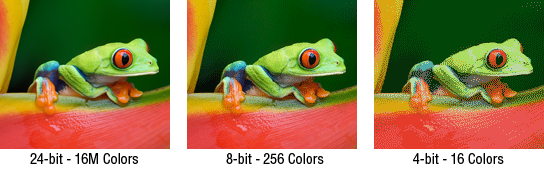 24-bit - 16M Colors
8-bit - 256 Colors
4-bit - 16 Colors